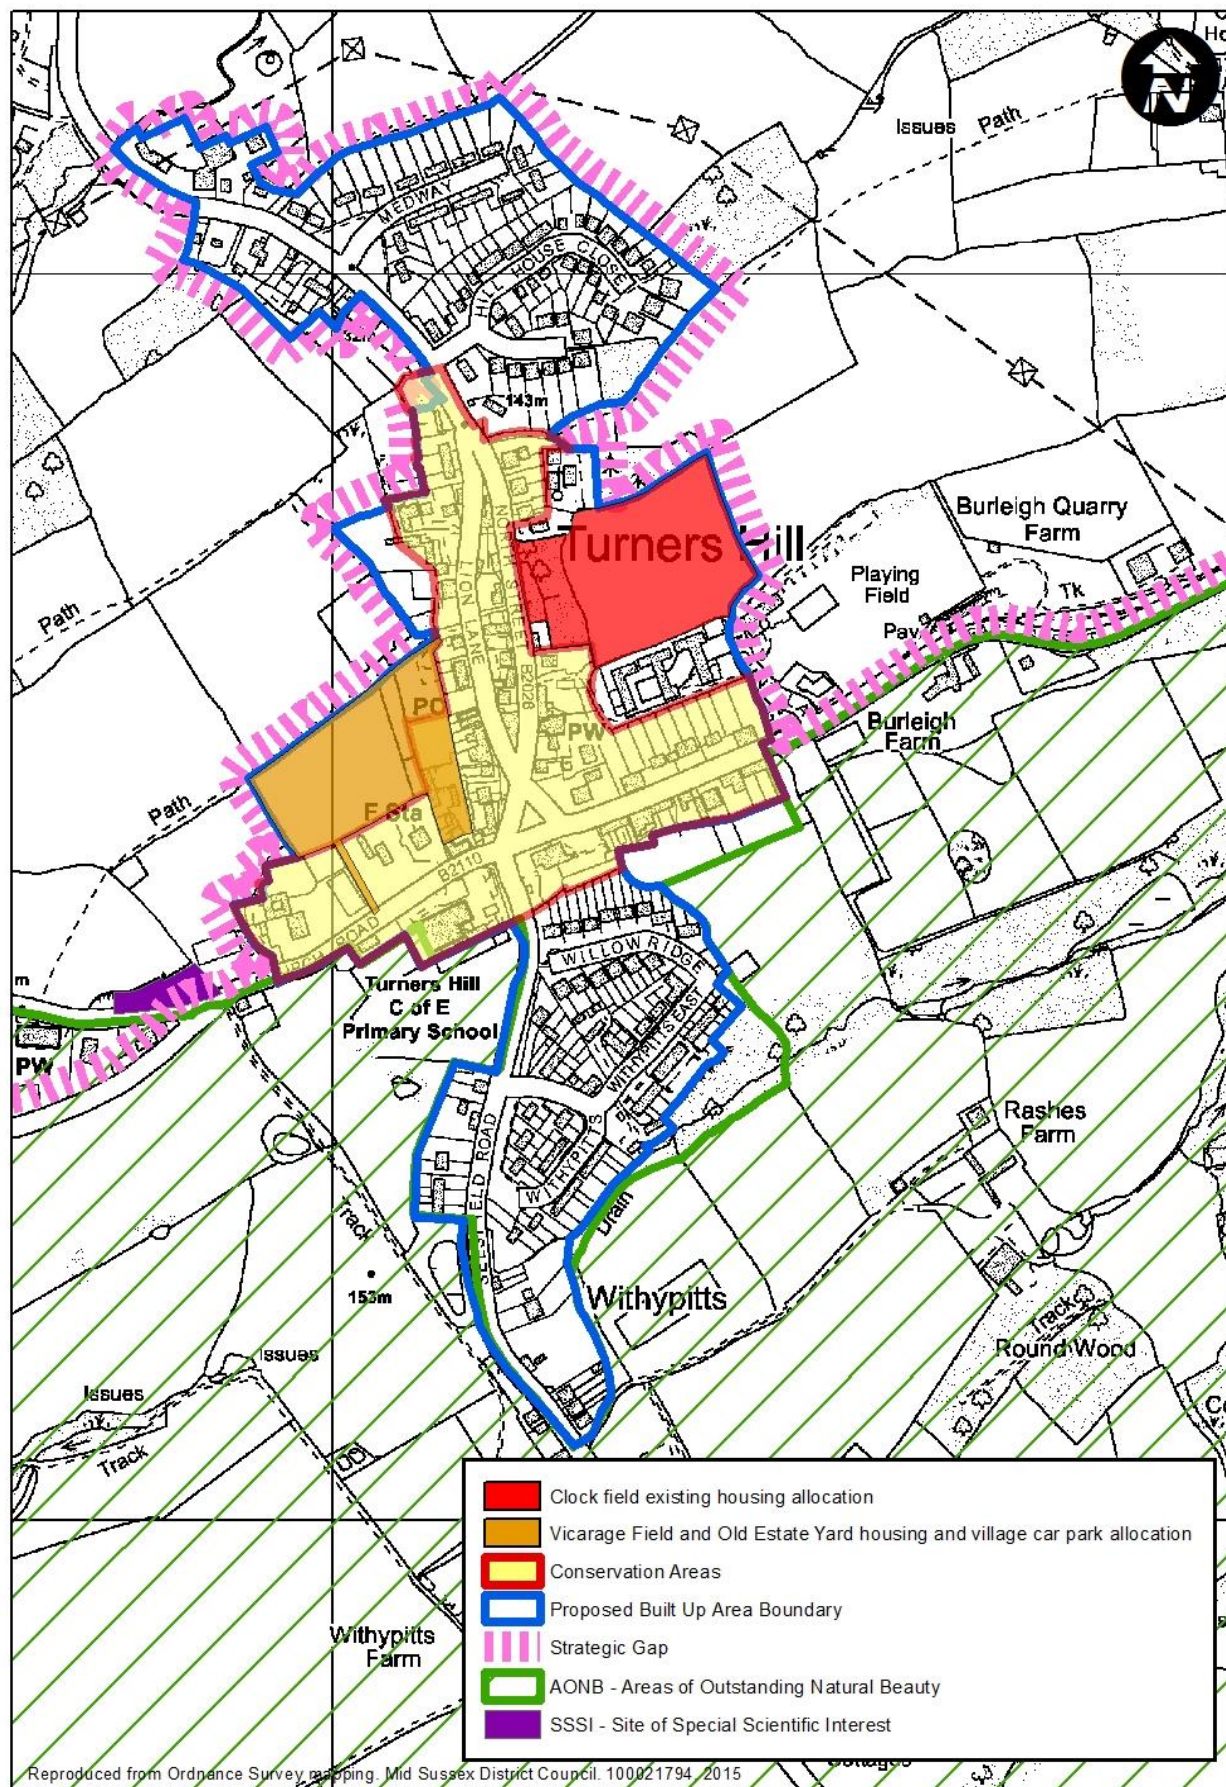 Ho
N
Issues
Path
MEDWAY
HILL HOUSE CLOSE
143m
Burleigh Quarry
Farm
Turners Hill
Playing
Field
Tk
Pav
Path
LION LANE
NORTH STREET
B2028
PO
PW
Burleigh
Farm
Path
F Sta
B2110
ROAD
WILLOW RIDGE
m
Turners Hill
C of E
Primary School
WITHYPITTS EAST
PW
Rashes
Farm
WITHYPITTS
Track
Drain
153m
Withypitts
Track
Round Wood
Issues
Issues
Track
Withypitts
Farm
Clock field existing housing allocation
Vicarage Field and Old Estate Yard housing and village car park allocation
Conservation Areas
Proposed Built Up Area Boundary
Strategic Gap
AONB - Areas of Outstanding Natural Beauty
SSSI - Site of Special Scientific Interest
Reproduced from Ordnance Survey mapping. Mid Sussex District Council. 100021794 2015